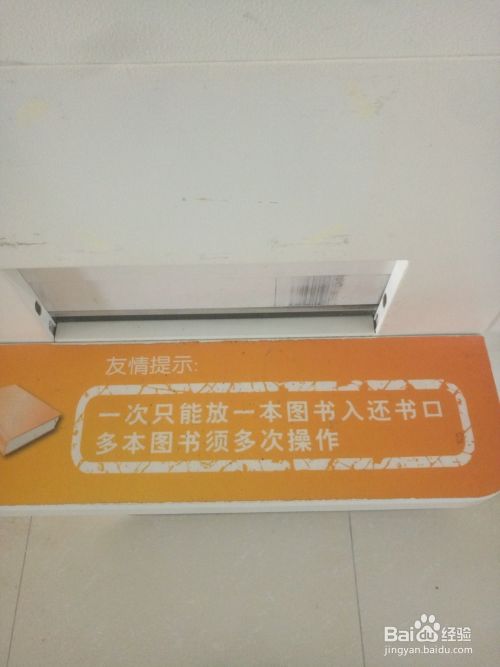 友情提示:
一次只能放一本图书入还书口
多本图书须多次操作
Bai 经验
jingyan.baidu.com